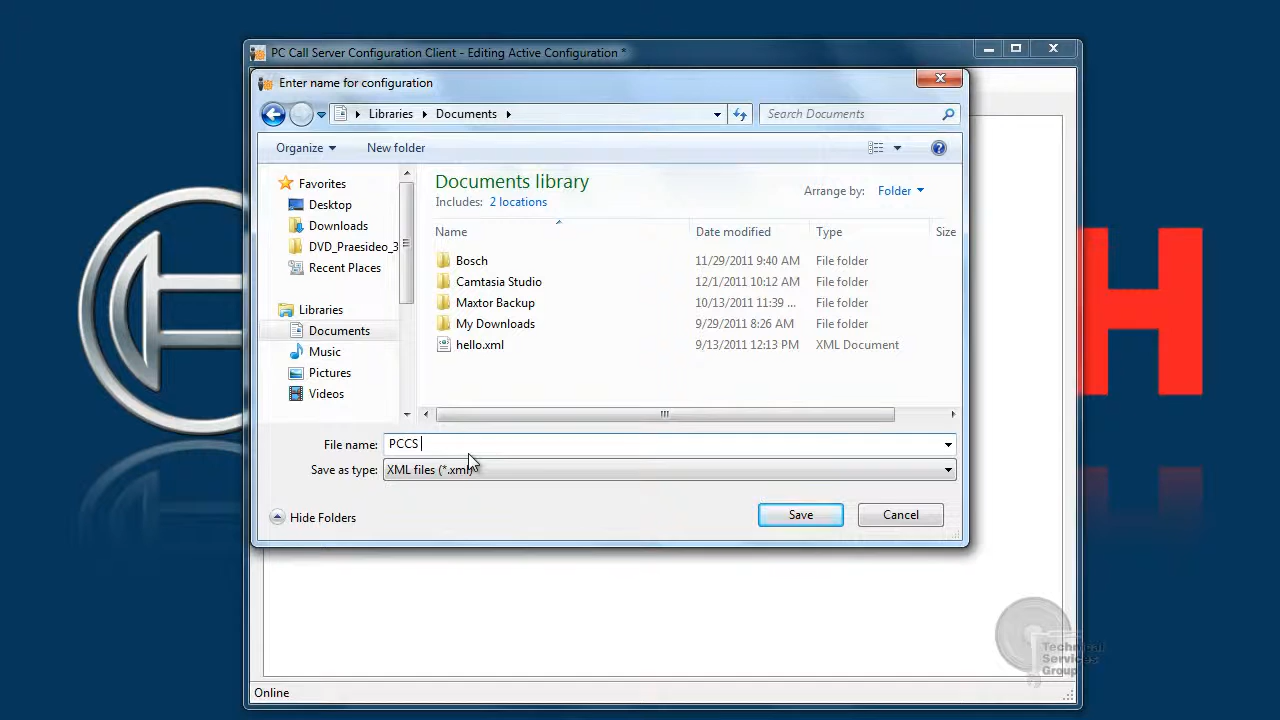 PC Call Server Configuration Client - Editing Active Configuration *
Enter name for configuration
Libraries Documents
Search Documents
Organize
New folder
Favorites
Desktop
Downloads
DVD_Praesideo_3
Recent Places
Libraries
Documents
Music
Pictures
Videos
Documents library
Includes: 2 locations
Arrange by: Folder
Name Date modified Type Size
Bosch 11/29/2011 9:40 AM File folder
Camtasia Studio 12/1/2011 10:12 AM File folder
Maxtor Backup 10/13/2011 11:39 ... File folder
My Downloads 9/29/2011 8:26 AM File folder
hello.xml 9/13/2011 12:13 PM XML Document
File name: PCCS
Save as type: XML files (*.xml)
Hide Folders
Save
Cancel
Online
H
Technical
Services
Group